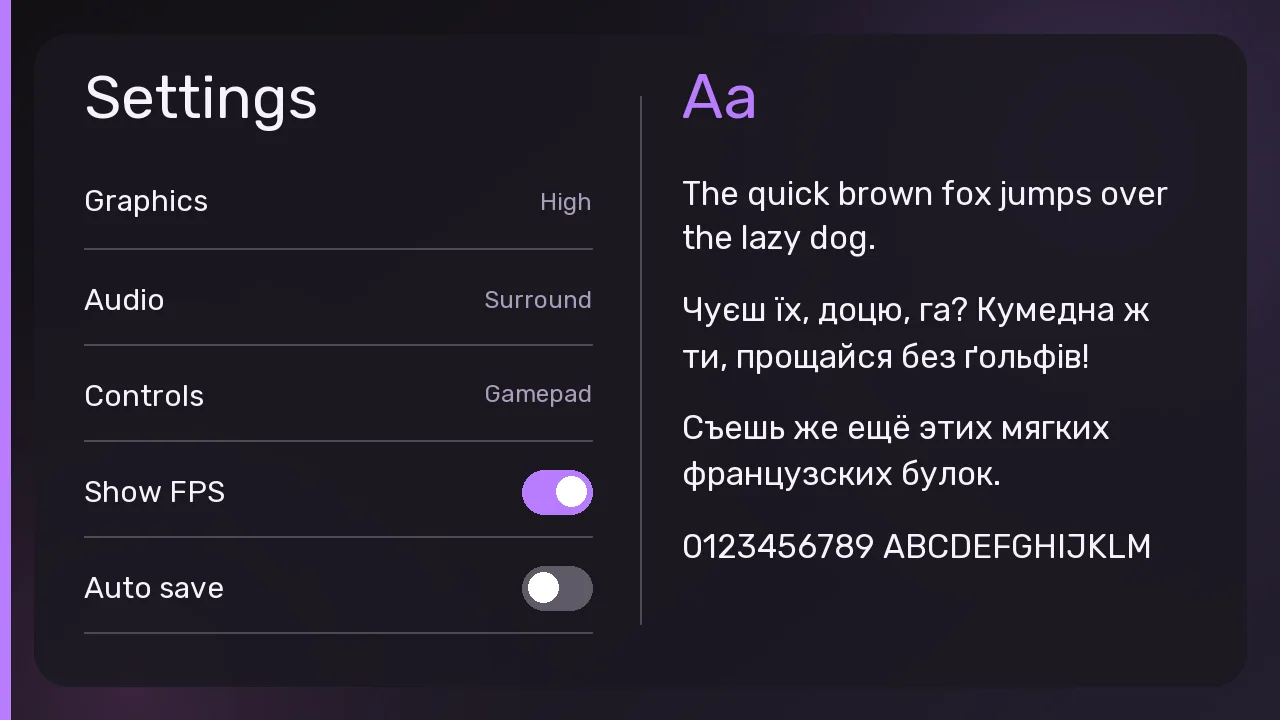 Settings
Graphics
High
Audio
Surround
Controls
Gamepad
Show FPS
Auto save
Aa
The quick brown fox jumps over
the lazy dog.
Чуєш їх, доцю, га? Кумедна ж
ти, прощайся без ґольфів!
Съешь же ещё этих мягких
французских булок.
0123456789 ABCDEFGHIJKLM